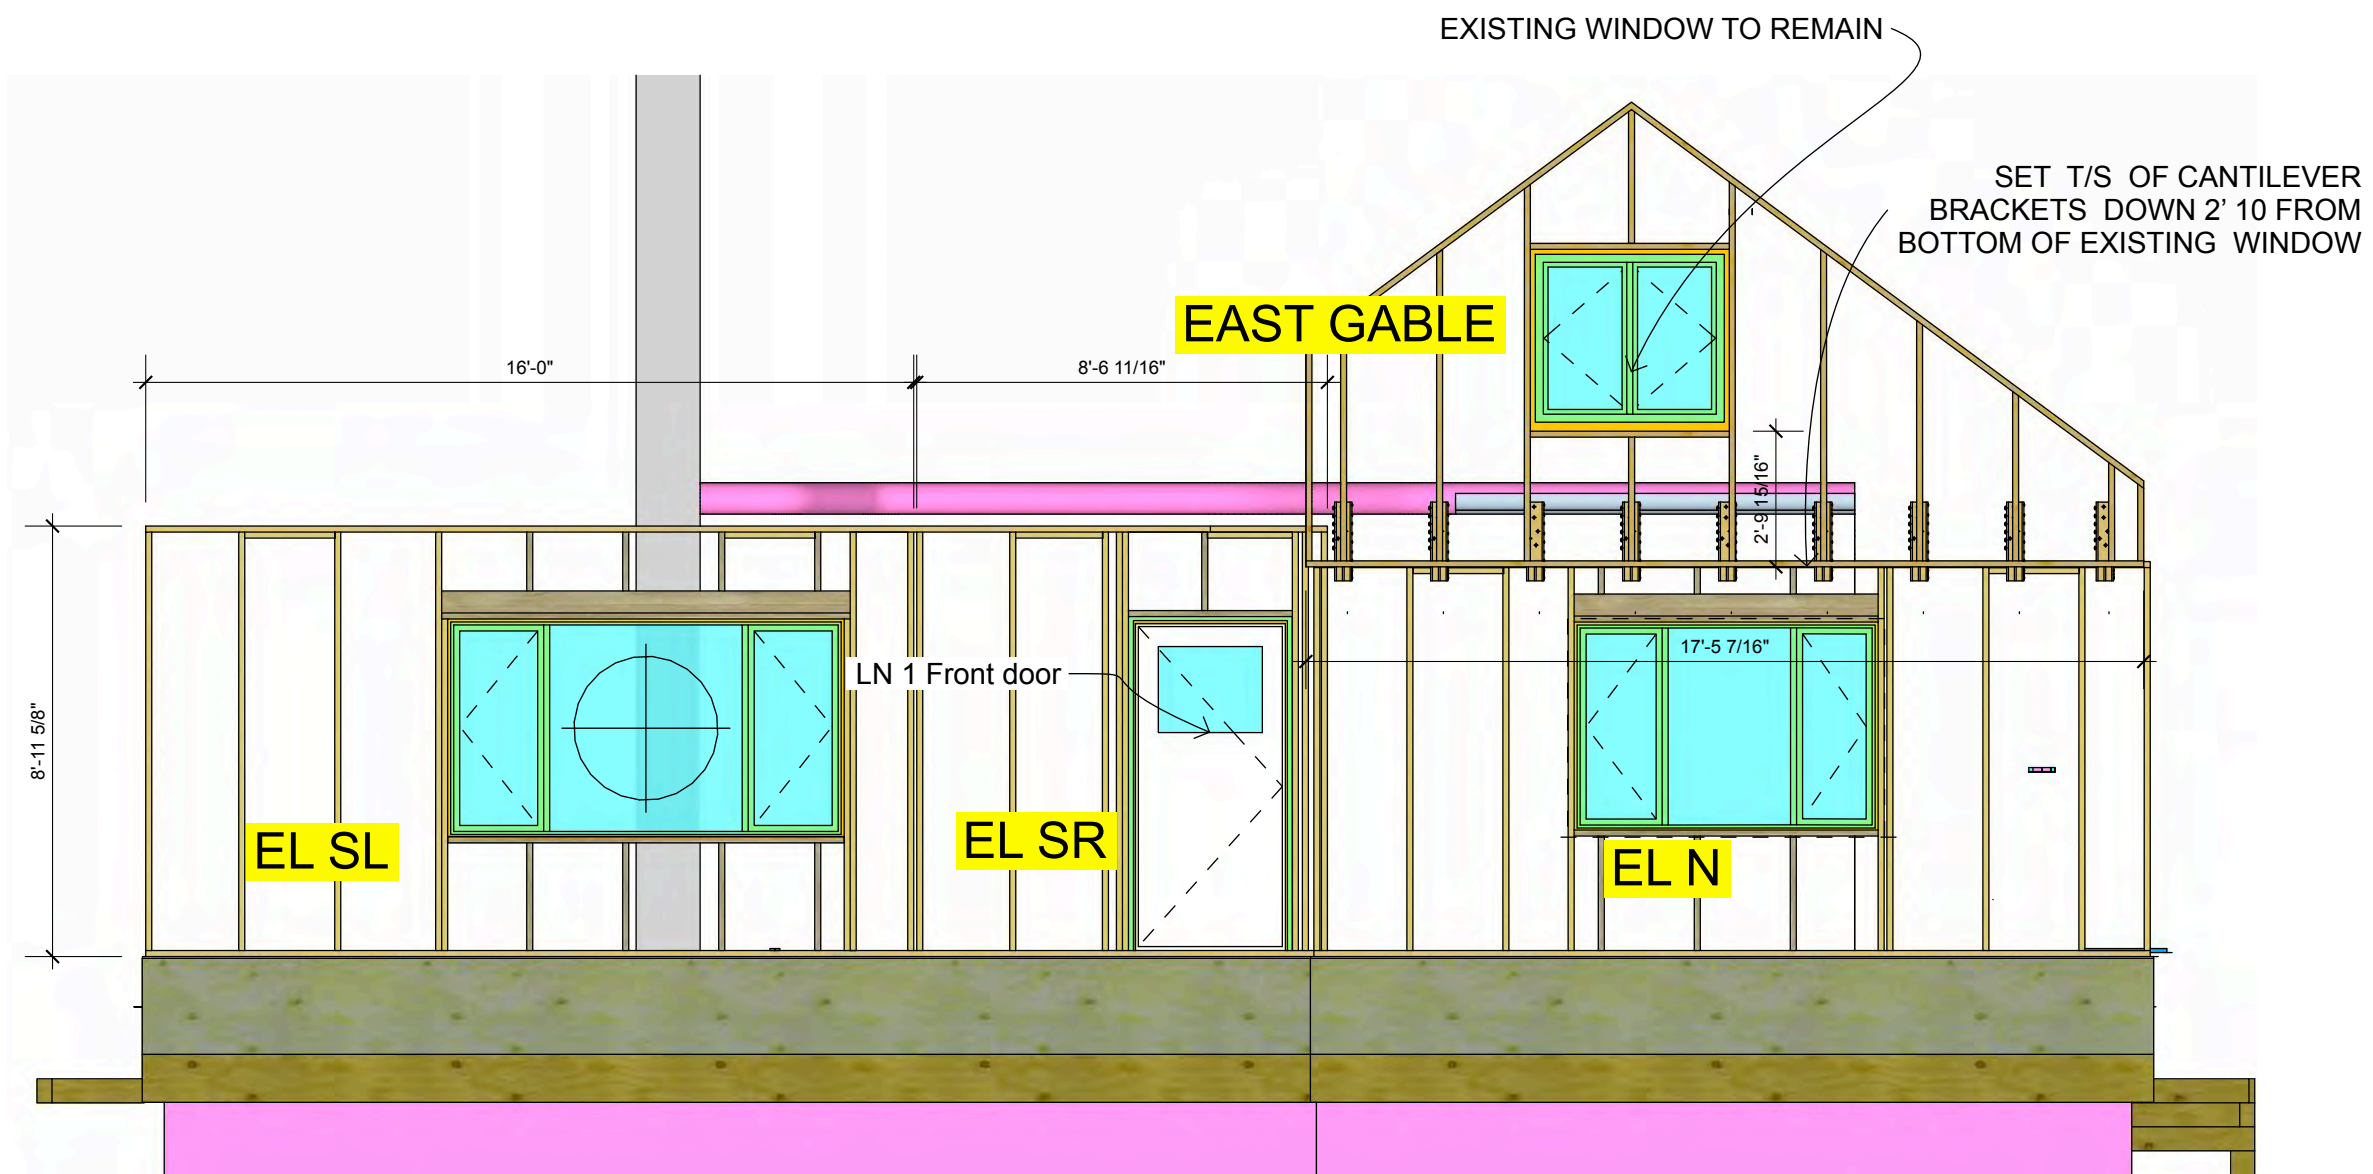 EXISTING WINDOW TO REMAIN
SET T/S OF CANTILEVER
BRACKETS DOWN 2’ 10 FROM
BOTTOM OF EXISTING WINDOW
EAST GABLE
16'-0"
8'-6 11/16"
2'-9 15/16"
17'-5 7/16"
LN 1 Front door
8'-11 5/8"
EL SL
EL SR
EL N